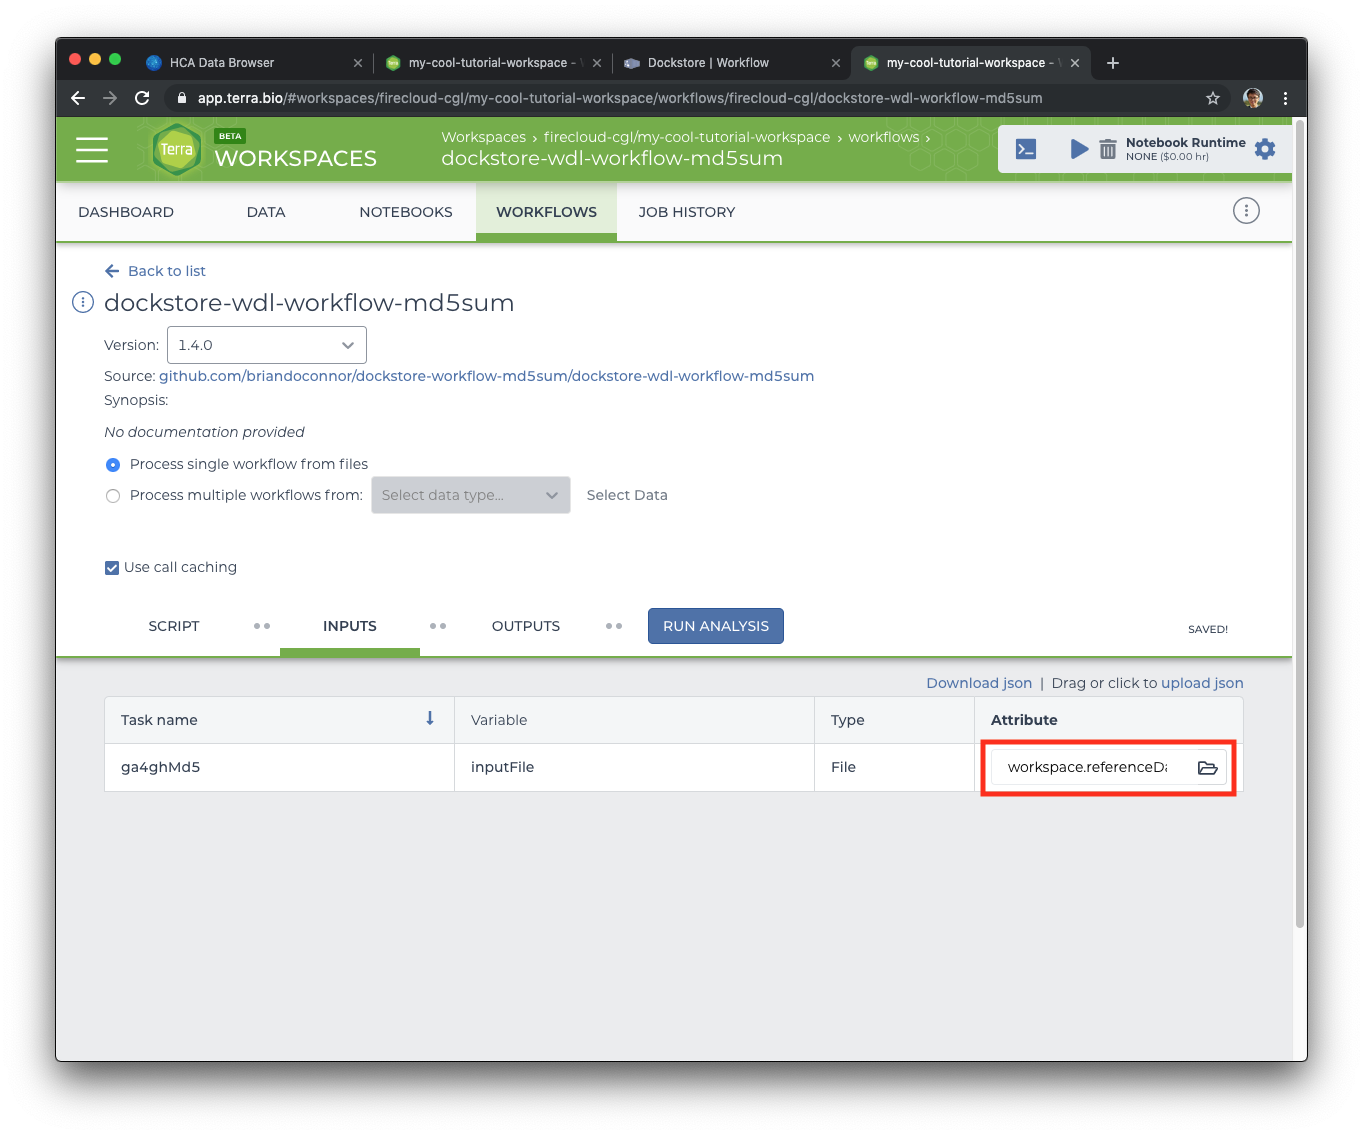 HCA Data Browser
my-cool-tutorial-workspace -
Dockstore | Workflow
my-cool-tutorial-workspace -
app.terra.bio/#workspaces/firecloud-cgl/my-cool-tutorial-workspace/workflows/firecloud-cgl/dockstore-wdl-workflow-md5sum
Terra
BETA
WORKSPACES
Workspaces › firecloud-cgl/my-cool-tutorial-workspace › workflows ›
dockstore-wdl-workflow-md5sum
Notebook Runtime
NONE ($0.00 hr)
DASHBOARD
DATA
NOTEBOOKS
WORKFLOWS
JOB HISTORY
Back to list
dockstore-wdl-workflow-md5sum
Version: 1.4.0
Source: github.com/briandoconnor/dockstore-workflow-md5sum/dockstore-wdl-workflow-md5sum
Synopsis:
No documentation provided
Process single workflow from files
Process multiple workflows from: Select data type... Select Data
Use call caching
SCRIPT
INPUTS
OUTPUTS
RUN ANALYSIS
SAVED!
Download json | Drag or click to upload json
Task name
Variable
Type
Attribute
ga4ghMd5
inputFile
File
workspace.referenceDa